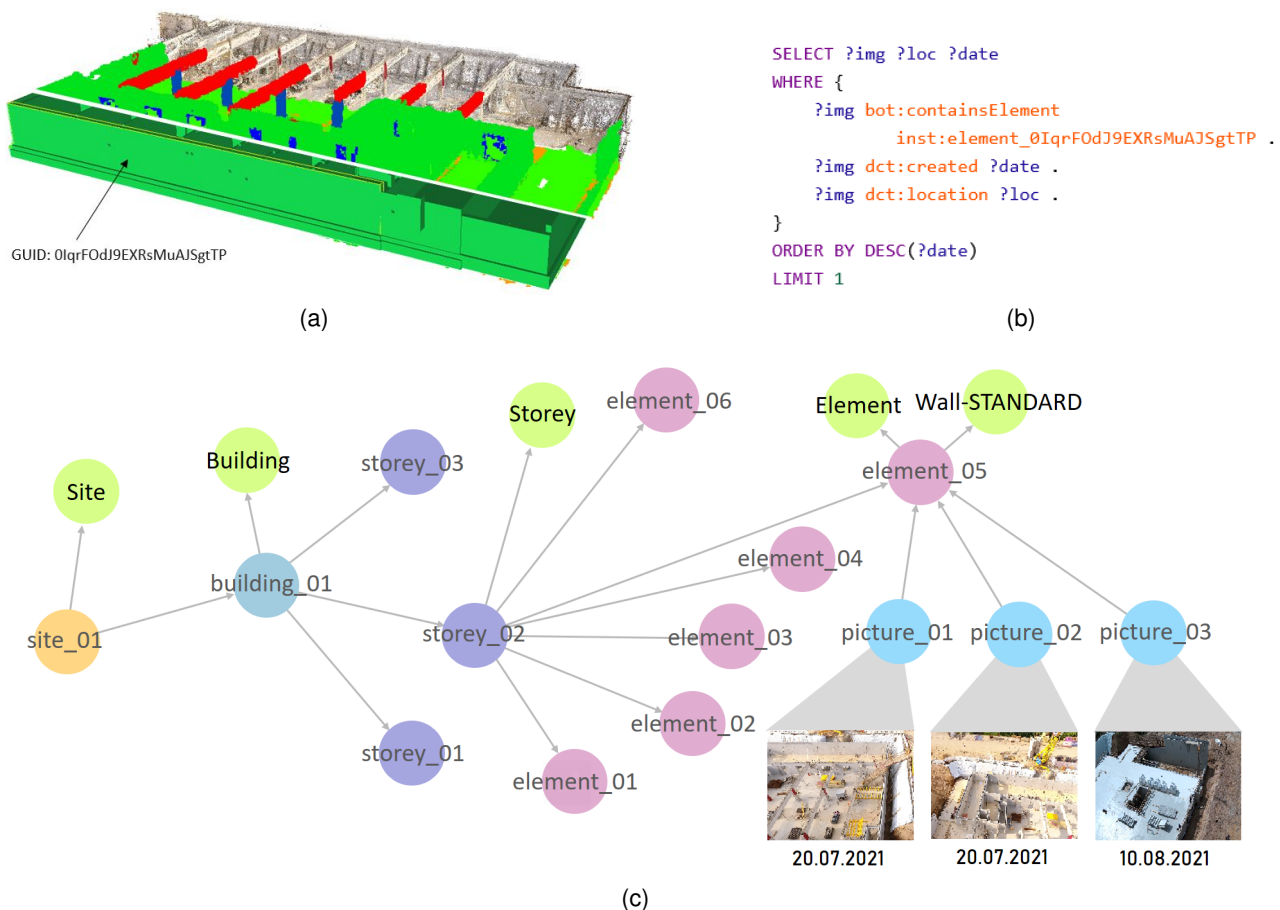 GUID: 0IqrFOdJ9EXRsMuAJSgtTP
(a)
SELECT ?img ?loc ?date
WHERE {
?img bot:containsElement
inst:element_0IqrFOdJ9EXRsMuAJSgtTP .
?img dct:created ?date .
?img dct:location ?loc .
}
ORDER BY DESC(?date)
LIMIT 1
(b)
Site
Building
storey_03
Storey
element_06
Element
Wall-STANDARD
element_05
building_01
element_04
site_01
storey_02
element_03
picture_01
picture_02
picture_03
element_02
storey_01
element_01
20.07.2021
20.07.2021
10.08.2021
(c)